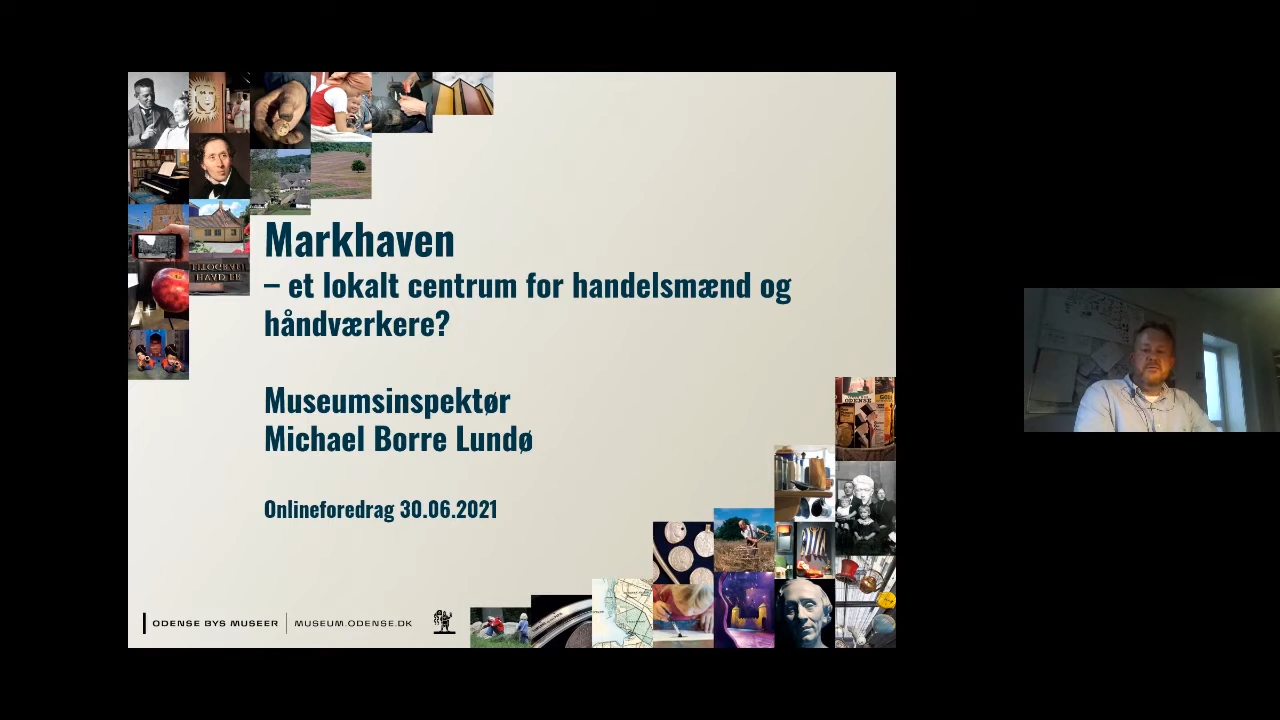 Markhaven
– et lokalt centrum for handelsmænd og
håndværkere?
Museumsinspektør
Michael Borre Lundø
Onlineforedrag 30.06.2021
ODENSE BYS MUSEER
MUSEUM.ODENSE.DK
ODENSE